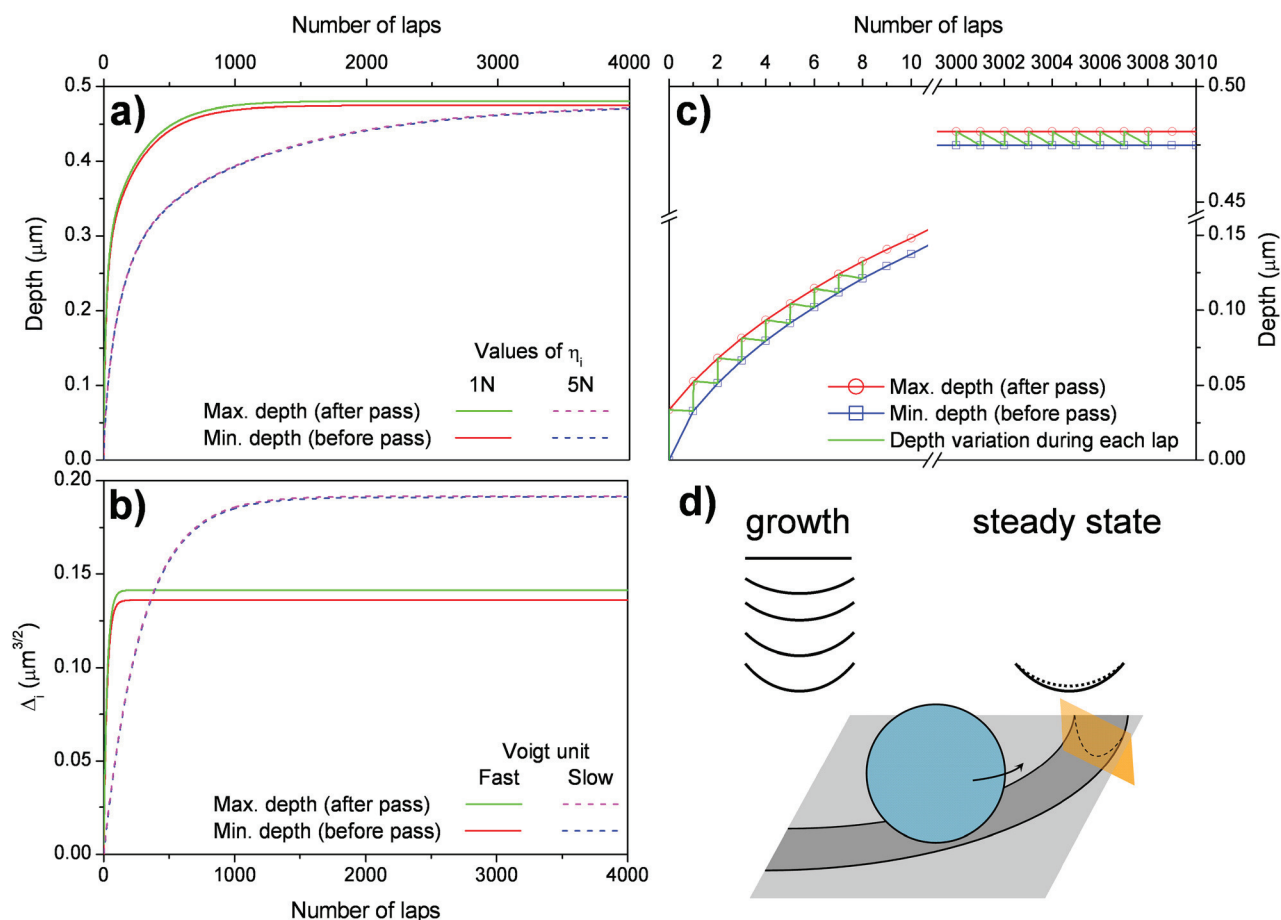 Number of laps
0 1000 2000 3000 4000
0.5
0.4
0.3
0.2
0.1
0.0
Depth (μm)
a)
Values of ηi
1N 5N
Max. depth (after pass)
Min. depth (before pass)
Number of laps
0 2 4 6 8 10 3000 3002 3004 3006 3008 3010
c)
0.50
0.45
0.15
0.10
0.05
0.00
Depth (μm)
Max. depth (after pass)
Min. depth (before pass)
Depth variation during each lap
b)
0.20
0.15
0.10
0.05
0.00
Δi (μm3/2)
Voigt unit
Fast Slow
Max. depth (after pass)
Min. depth (before pass)
0 1000 2000 3000 4000
Number of laps
d)
growth steady state